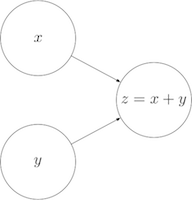 x
z = x + y
y